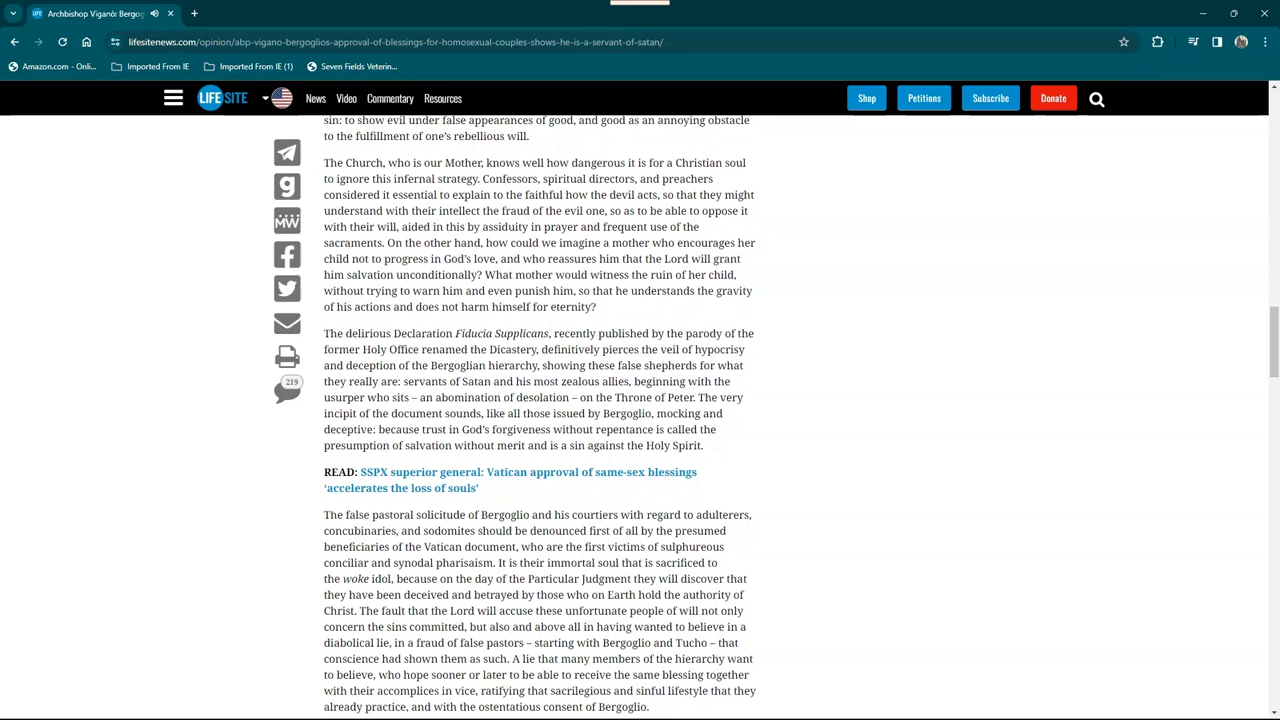 Archbishop Viganò: Bergog
lifesitenews.com/opinion/abp-vigano-bergoglios-approval-of-blessings-for-homosexual-couples-shows-he-is-a-servant-of-satan/
Amazon.com - Onli... Imported From IE Imported From IE (1) Seven Fields Veterin...
LIFE SITE News Video Commentary Resources Shop Petitions Subscribe Donate
sin: to show evil under false appearances of good, and good as an annoying obstacle
to the fulfillment of one's rebellious will.
The Church, who is our Mother, knows well how dangerous it is for a Christian soul
to ignore this infernal strategy. Confessors, spiritual directors, and preachers
considered it essential to explain to the faithful how the devil acts, so that they might
understand with their intellect the fraud of the evil one, so as to be able to oppose it
with their will, aided in this by assiduity in prayer and frequent use of the
sacraments. On the other hand, how could we imagine a mother who encourages her
child not to progress in God's love, and who reassures him that the Lord will grant
him salvation unconditionally? What mother would witness the ruin of her child,
without trying to warn him and even punish him, so that he understands the gravity
of his actions and does not harm himself for eternity?
The delirious Declaration Fiducia Supplicans, recently published by the parody of the
former Holy Office renamed the Dicastery, definitively pierces the veil of hypocrisy
and deception of the Bergoglian hierarchy, showing these false shepherds for what
they really are: servants of Satan and his most zealous allies, beginning with the
usurper who sits – an abomination of desolation – on the Throne of Peter. The very
incipit of the document sounds, like all those issued by Bergoglio, mocking and
deceptive: because trust in God's forgiveness without repentance is called the
presumption of salvation without merit and is a sin against the Holy Spirit.
READ: SSPX superior general: Vatican approval of same-sex blessings
'accelerates the loss of souls'
The false pastoral solicitude of Bergoglio and his courtiers with regard to adulterers,
concubinaries, and sodomites should be denounced first of all by the presumed
beneficiaries of the Vatican document, who are the first victims of sulphureous
conciliar and synodal pharisaism. It is their immortal soul that is sacrificed to
the woke idol, because on the day of the Particular Judgment they will discover that
they have been deceived and betrayed by those who on Earth hold the authority of
Christ. The fault that the Lord will accuse these unfortunate people of will not only
concern the sins committed, but also and above all in having wanted to believe in a
diabolical lie, in a fraud of false pastors – starting with Bergoglio and Tucho – that
conscience had shown them as such. A lie that many members of the hierarchy want
to believe, who hope sooner or later to be able to receive the same blessing together
with their accomplices in vice, ratifying that sacrilegious and sinful lifestyle that they
already practice, and with the ostentatious consent of Bergoglio.
g
MW
219